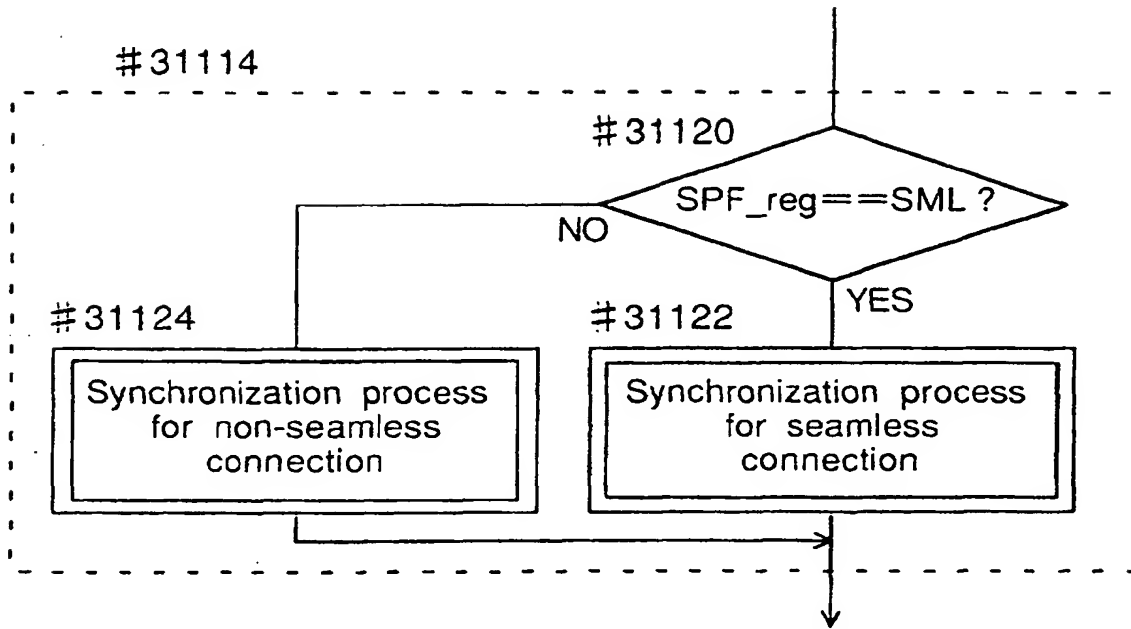 #31114
#31120
SPF_reg==SML ?
NO
YES
#31124
#31122
Synchronization process
for non-seamless
connection
Synchronization process
for seamless
connection